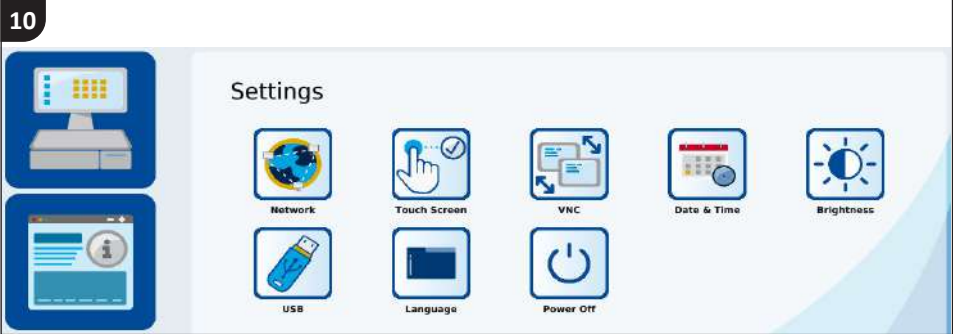 10
Settings
Network Touch Screen VNC Date & Time Brightness
USB Language Power Off